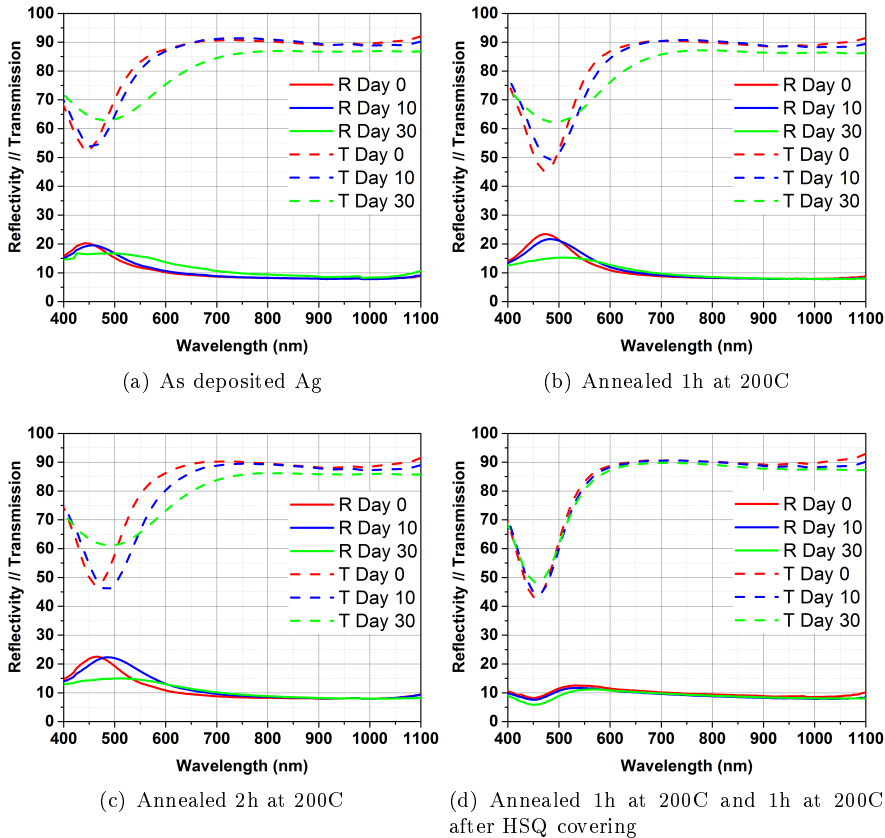 100
90
80
70
60
50
40
30
20
10
0
Reflectivity // Transmission
R Day 0
R Day 10
R Day 30
T Day 0
T Day 10
T Day 30
400 500 600 700 800 900 1000 1100
Wavelength (nm)
(a) As deposited Ag
100
90
80
70
60
50
40
30
20
10
0
Reflectivity // Transmission
R Day 0
R Day 10
R Day 30
T Day 0
T Day 10
T Day 30
400 500 600 700 800 900 1000 1100
Wavelength (nm)
(b) Annealed 1h at 200C
100
90
80
70
60
50
40
30
20
10
0
Reflectivity // Transmission
R Day 0
R Day 10
R Day 30
T Day 0
T Day 10
T Day 30
400 500 600 700 800 900 1000 1100
Wavelength (nm)
(c) Annealed 2h at 200C
100
90
80
70
60
50
40
30
20
10
0
Reflectivity // Transmission
R Day 0
R Day 10
R Day 30
T Day 0
T Day 10
T Day 30
400 500 600 700 800 900 1000 1100
Wavelength (nm)
(d) Annealed 1h at 200C and 1h at 200C
after HSQ covering